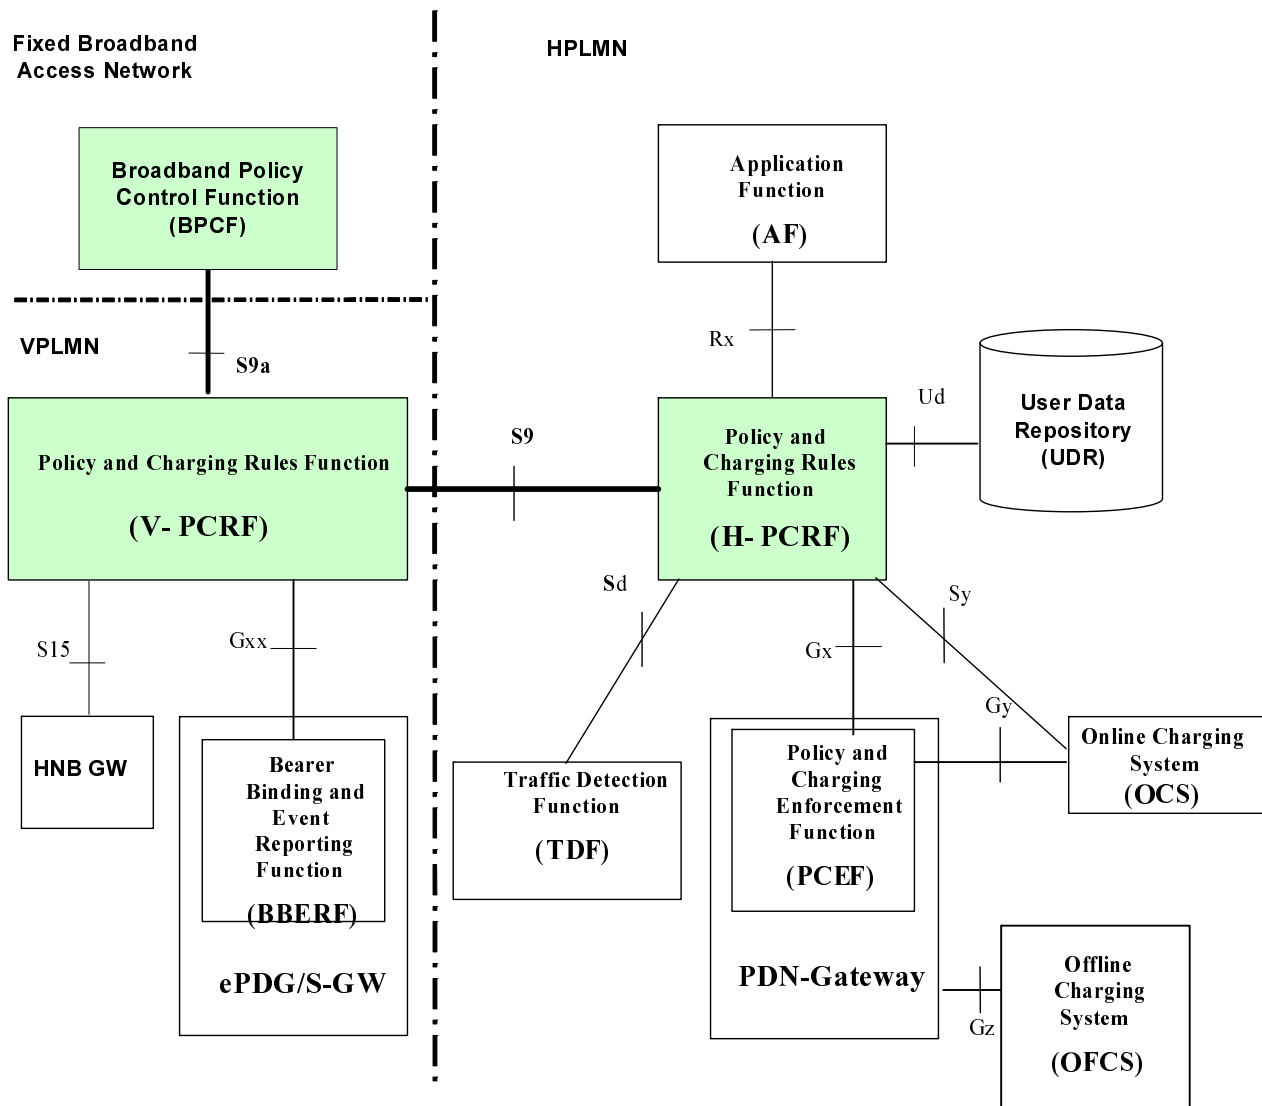 Fixed Broadband
Access Network
HPLMN
Broadband Policy
Control Function
(BPCF)
Application
Function
(AF)
VPLMN
S9a
Rx
Policy and Charging Rules Function
(V- PCRF)
S9
Policy and
Charging Rules
Function
(H- PCRF)
Ud
User Data
Repository
(UDR)
S15
Gxx
Sd
Gx
Sy
Gy
HNB GW
Bearer
Binding and
Event
Reporting
Function
(BBERF)
ePDG/S-GW
Traffic Detection
Function
(TDF)
Policy and
Charging
Enforcement
Function
(PCEF)
PDN-Gateway
Online Charging
System
(OCS)
Gz
Offline
Charging
System
(OFCS)